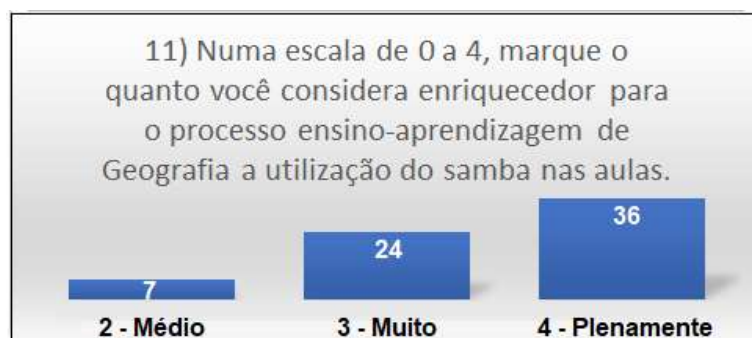 11) Numa escala de 0 a 4, marque o
quanto você considera enriquecedor para
o processo ensino-aprendizagem de
Geografia a utilização do samba nas aulas.
36
24
7
2 - Médio 3 - Muito 4 - Plenamente